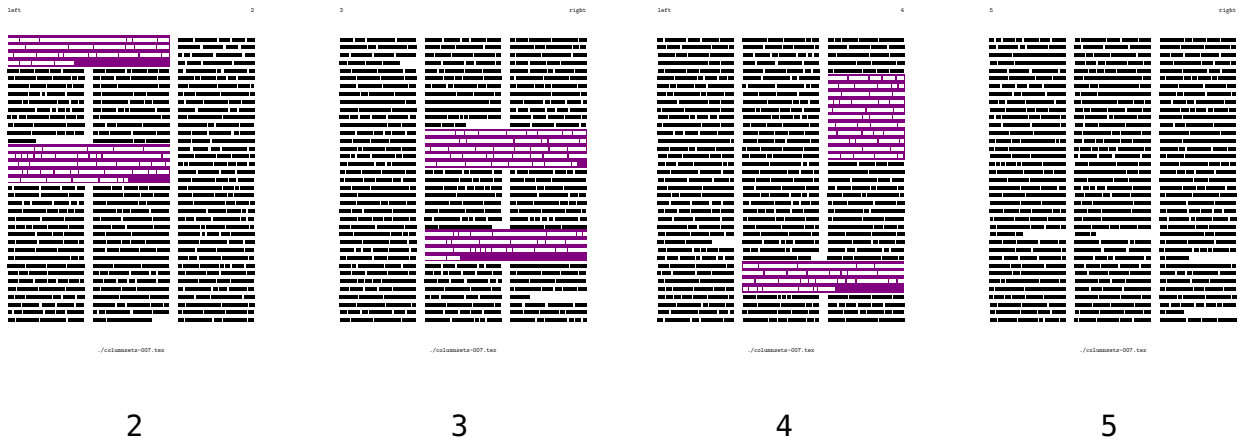 left 2 3 right left 4 5 right
./columnsets-007.tex ./columnsets-007.tex ./columnsets-007.tex ./columnsets-007.tex
2 3 4 5